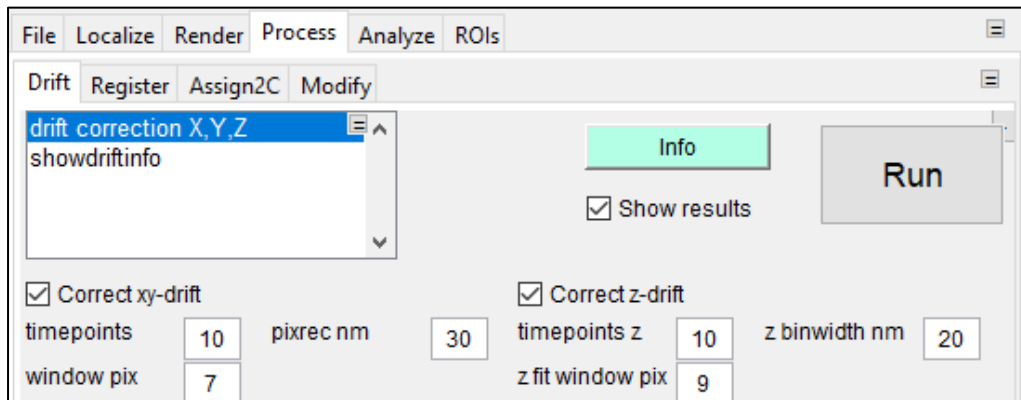 File Localize Render Process Analyze ROIs
Drift Register Assign2C Modify
drift correction X,Y,Z
showdriftinfo
Info
Run
Show results
Correct xy-drift
timepoints 10 pixrec nm 30
window pix 7
Correct z-drift
timepoints z 10 z binwidth nm 20
z fit window pix 9